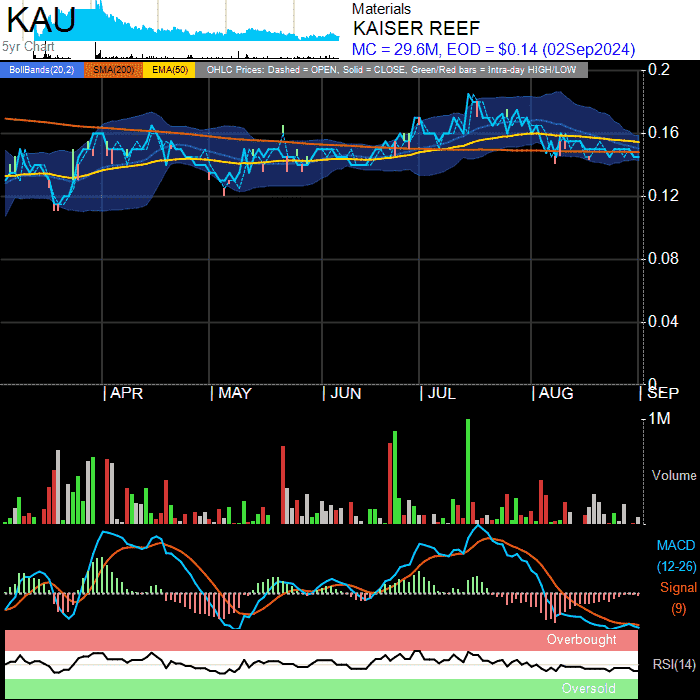 KAU
5yr Chart
Materials
KAISER REEF
MC = 29.6M, EOD = $0.14 (02Sep2024)
BollBands(20,2) SMA(200) EMA(50) OHLC Prices: Dashed = OPEN, Solid = CLOSE, Green/Red bars = Intra-day HIGH/LOW
0.2
0.16
0.12
0.08
0.04
0
APR MAY JUN JUL AUG SEP
1M
Volume
MACD
(12-26)
Signal
(9)
Overbought
RSI(14)
Oversold